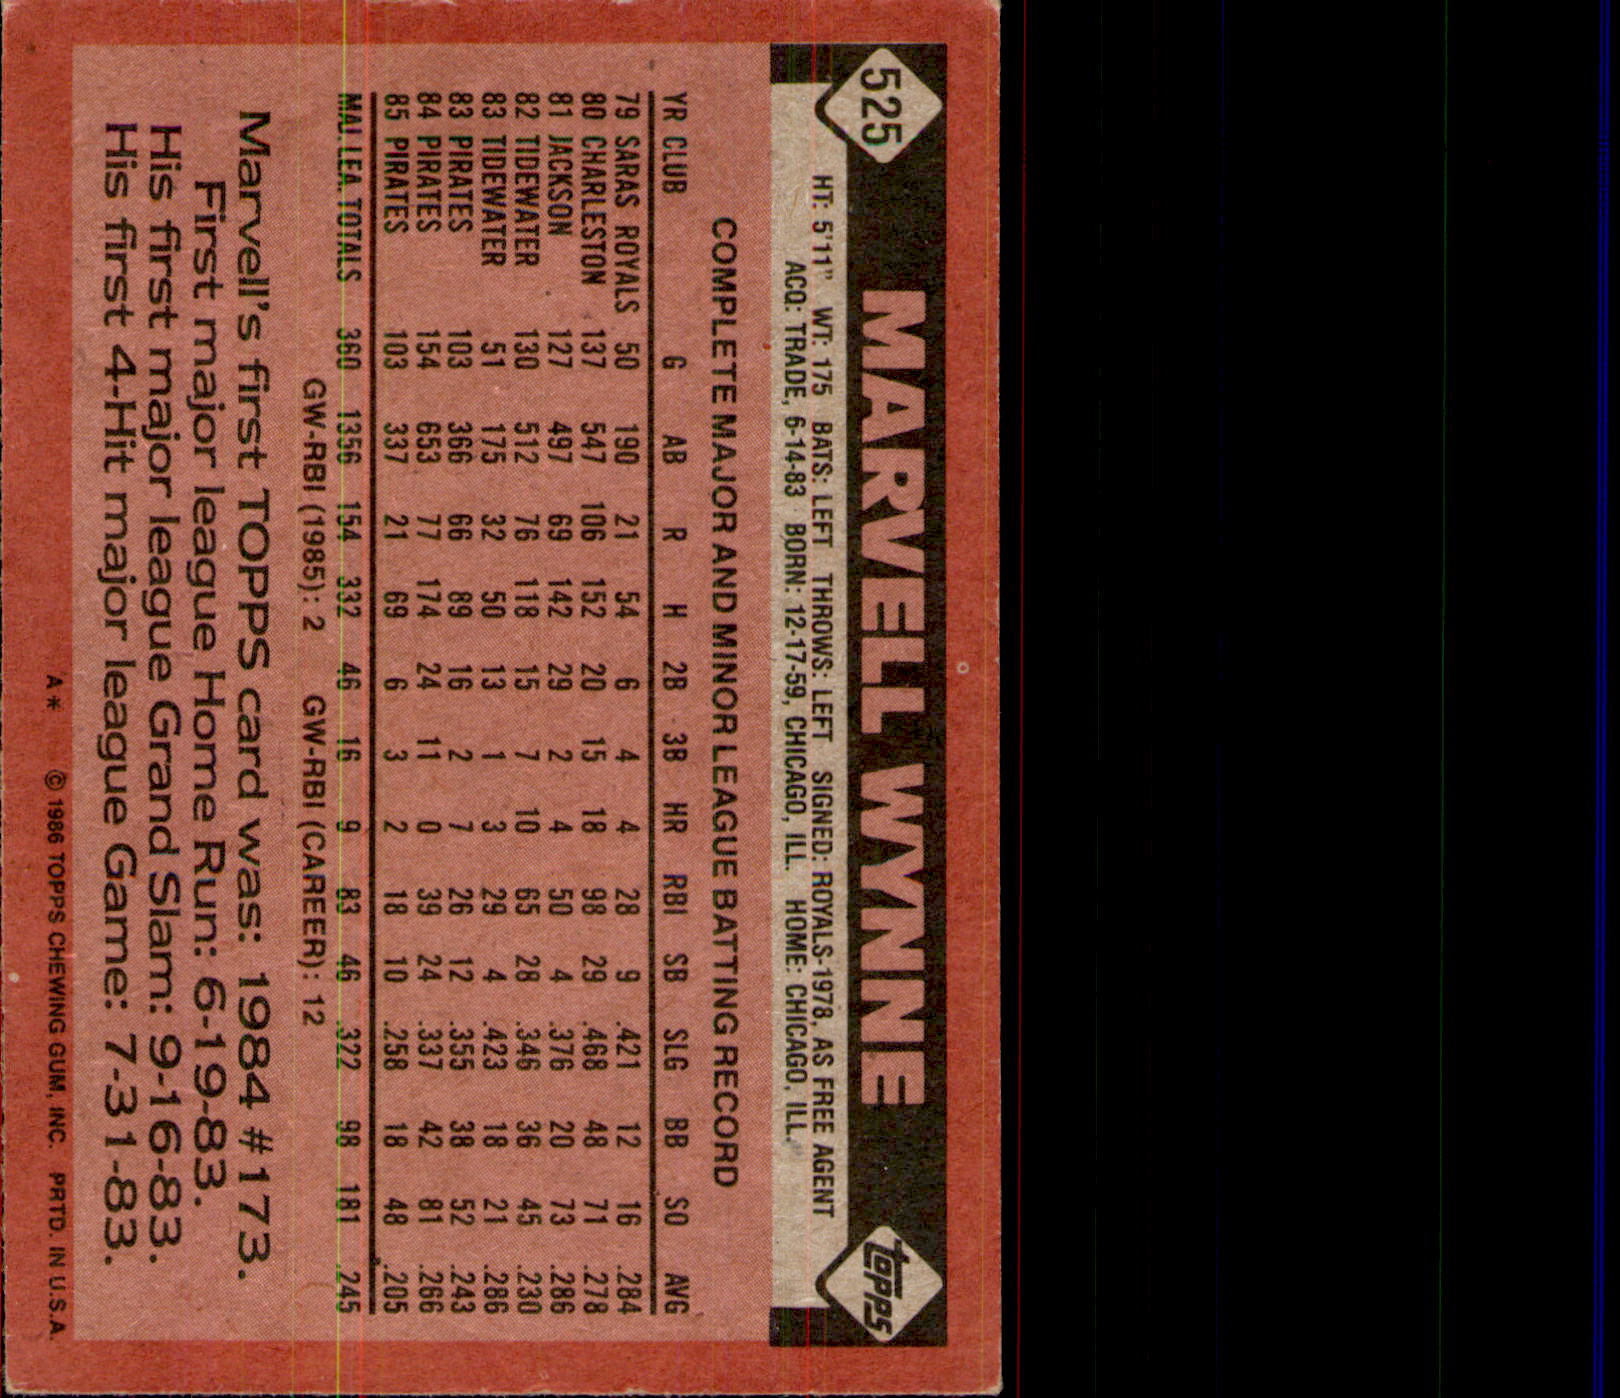 525 MARVELL WYNNE topps
HT: 5'11" WT: 175 BATS: LEFT THROWS: LEFT SIGNED: ROYALS-1978, AS FREE AGENT
ACQ: TRADE, 6-14-83 BORN: 12-17-59, CHICAGO, ILL. HOME: CHICAGO, ILL.
COMPLETE MAJOR AND MINOR LEAGUE BATTING RECORD
YR CLUB G AB R H 2B 3B HR RBI SB SLG BB SO AVG
79 SARAS ROYALS 50 190 21 54 6 4 4 28 9 .421 12 16 .284
80 CHARLESTON 137 547 106 152 20 15 18 98 29 .468 48 71 .278
81 JACKSON 127 497 69 142 29 2 4 50 4 .376 20 73 .286
82 TIDEWATER 130 512 76 118 15 7 10 65 28 .346 36 45 .230
83 TIDEWATER 51 175 32 50 13 1 3 29 4 .423 18 21 .286
83 PIRATES 103 366 66 89 16 2 7 26 12 .355 38 52 .243
84 PIRATES 154 653 77 174 24 11 0 39 24 .337 42 81 .266
85 PIRATES 103 337 21 69 6 3 2 18 10 .258 18 48 .205
MAJ. LEA. TOTALS 360 1356 154 332 46 16 9 83 46 .322 98 181 .245
GW-RBI (1985): 2 GW-RBI (CAREER): 12
Marvell's first TOPPS card was: 1984 #173.
First major league Home Run: 6-19-83.
His first major league Grand Slam: 9-16-83.
His first 4-Hit major league Game: 7-31-83.
A* © 1986 TOPPS CHEWING GUM, INC. PRTD. IN U.S.A.